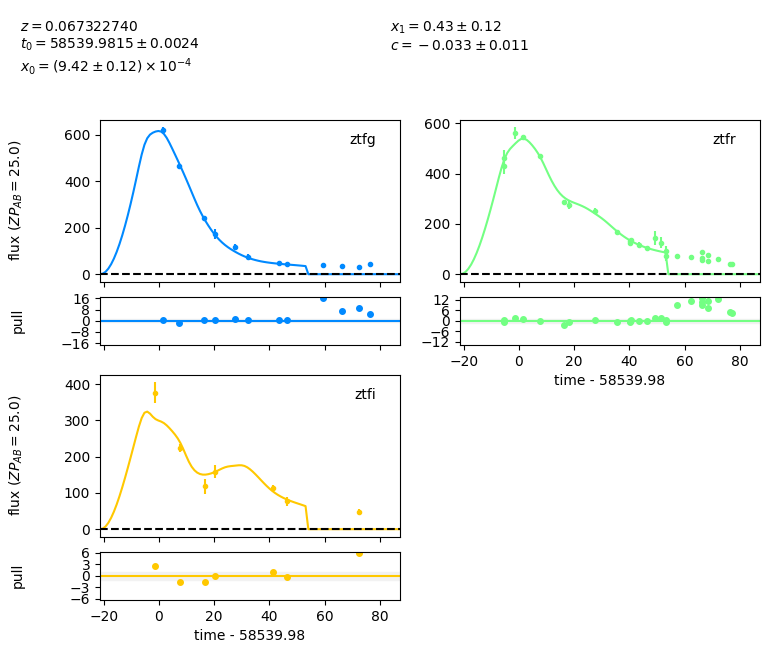 z = 0.067322740
t₀ = 58539.9815 ± 0.0024
x₀ = (9.42 ± 0.12) × 10⁻⁴
x₁ = 0.43 ± 0.12
c = −0.033 ± 0.011
ztfg
flux (ZP_AB = 25.0)
600
400
200
0
pull
16
8
0
−8
−16
ztfr
600
400
200
0
12
6
0
−6
−12
−20 0 20 40 60 80
time - 58539.98
ztfi
flux (ZP_AB = 25.0)
400
300
200
100
0
pull
6
3
0
−3
−6
−20 0 20 40 60 80
time - 58539.98